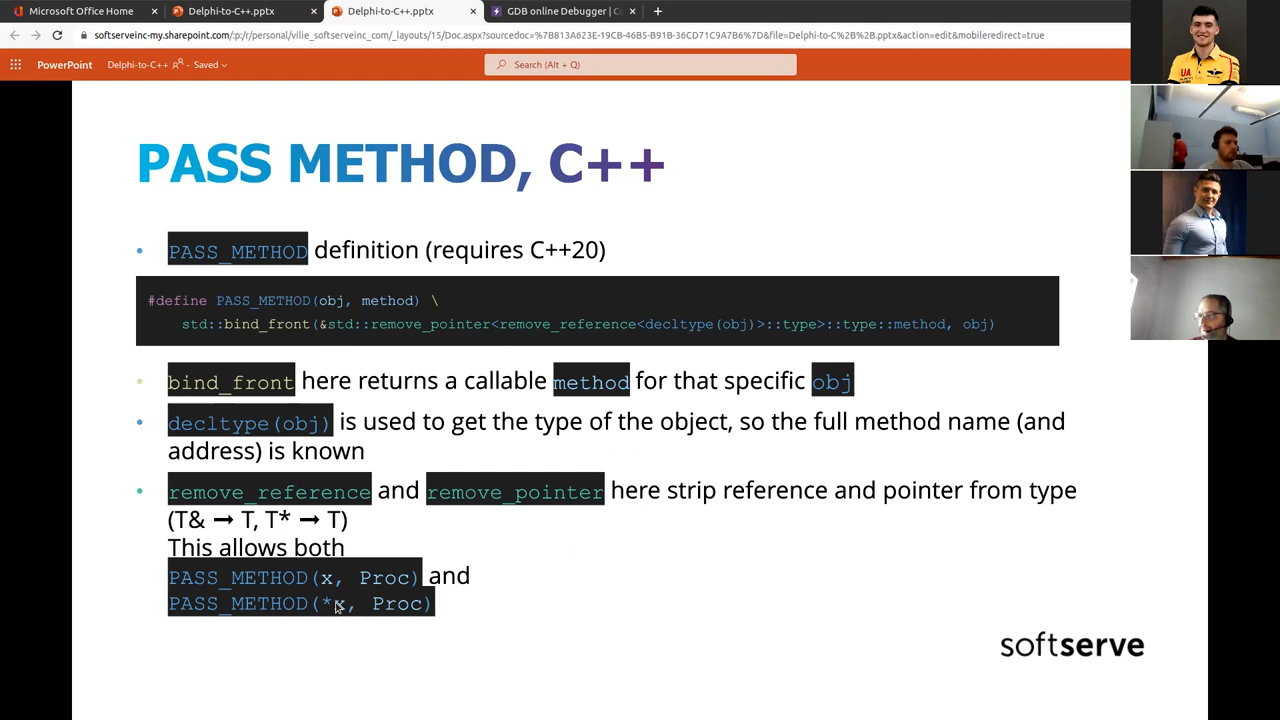 Microsoft Office Home
Delphi-to-C++.pptx
Delphi-to-C++.pptx
GDB online Debugger | Co
softserveinc-my.sharepoint.com/:p:/r/personal/vilie_softserveinc_com/_layouts/15/Doc.aspx?sourcedoc=%7B813A623E-19CB-46B5-B91B-36CD71C9A7B6%7D&file=Delphi-to-C%2B%2B.pptx&action=edit&mobileredirect=true
PowerPoint
Delphi-to-C++ - Saved
Search (Alt + Q)
UA
PASS METHOD, C++
• PASS_METHOD definition (requires C++20)
#define PASS_METHOD(obj, method) \
std::bind_front(&std::remove_pointer<remove_reference<decltype(obj)>::type>::type::method, obj)
• bind_front here returns a callable method for that specific obj
• decltype(obj) is used to get the type of the object, so the full method name (and
address) is known
• remove_reference and remove_pointer here strip reference and pointer from type
(T& → T, T* → T)
This allows both
PASS_METHOD(x, Proc) and
PASS_METHOD(*x, Proc)
softserve